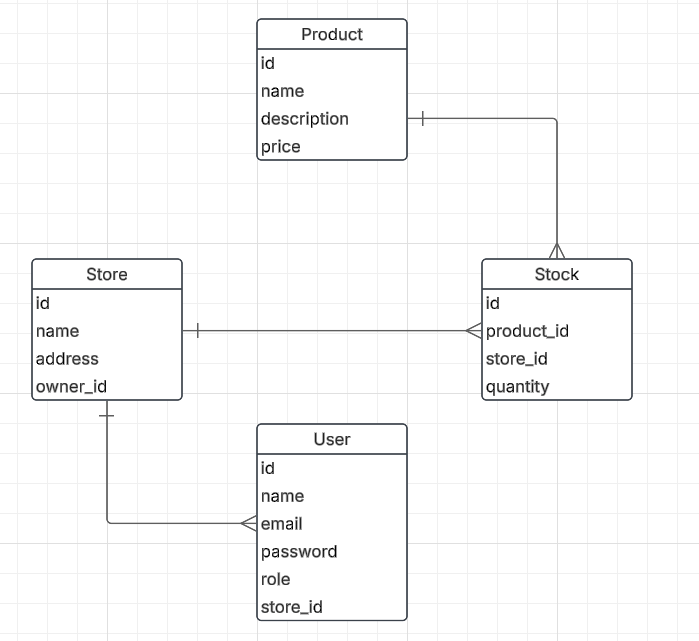 Product
id
name
description
price
Store
id
name
address
owner_id
Stock
id
product_id
store_id
quantity
User
id
name
email
password
role
store_id